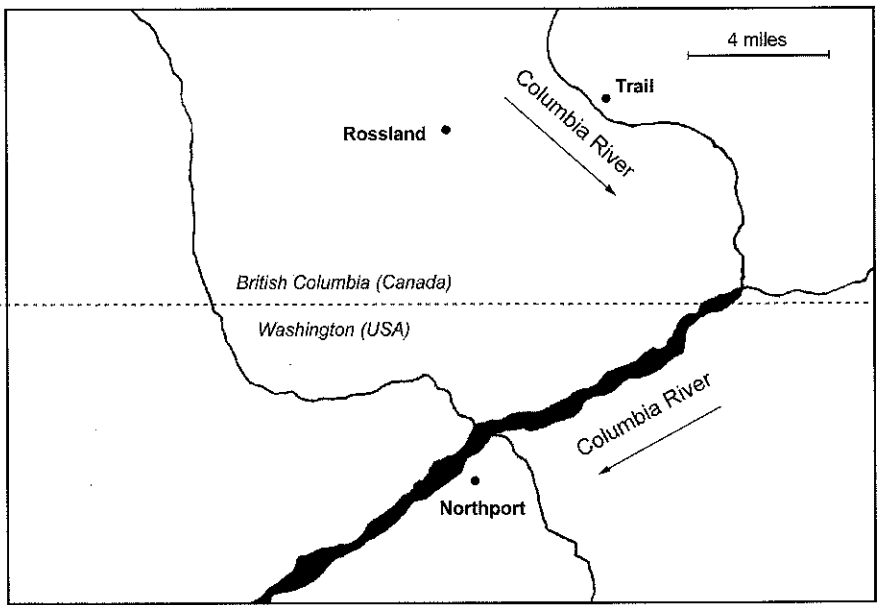 4 miles
Trail
Columbia River
Rossland
British Columbia (Canada)
Washington (USA)
Columbia River
Northport